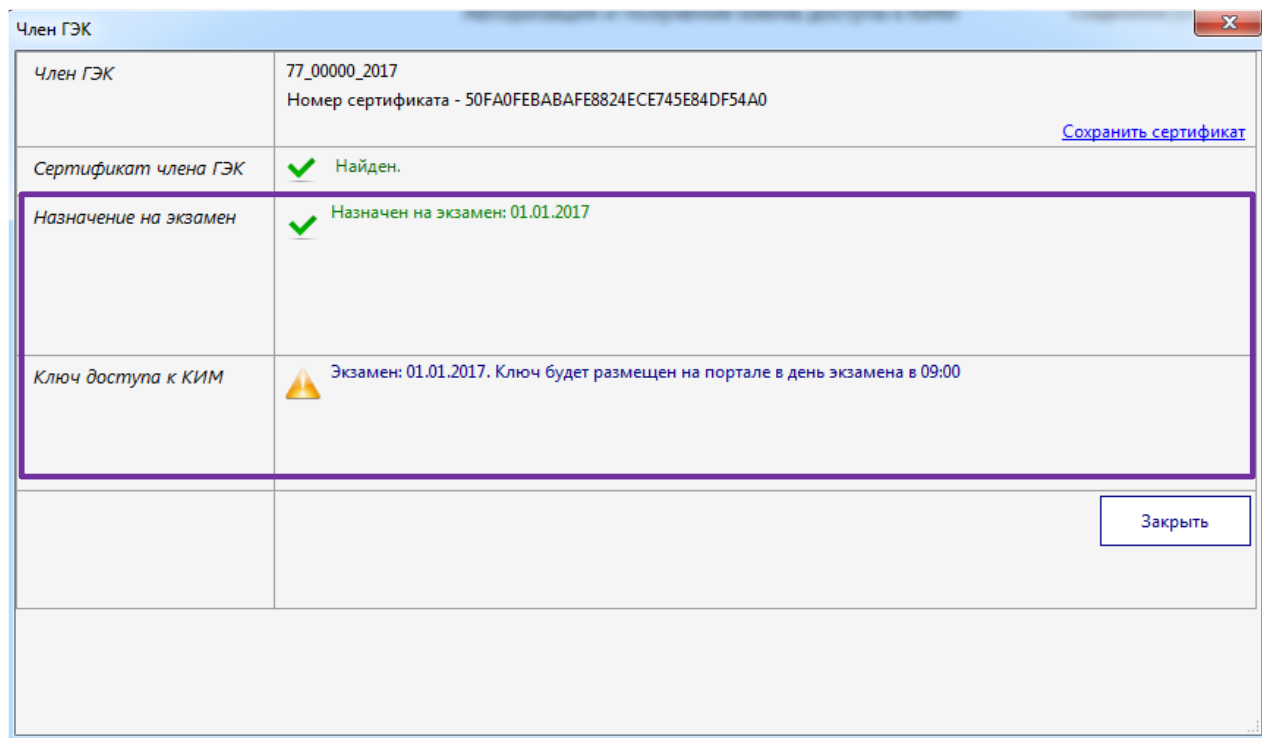 Член ГЭК
Член ГЭК
77_00000_2017
Номер сертификата - 50FA0FEBABAFE8824ECE745E84DF54A0
Сохранить сертификат
Сертификат члена ГЭК
Найден.
Назначение на экзамен
Назначен на экзамен: 01.01.2017
Ключ доступа к КИМ
Экзамен: 01.01.2017. Ключ будет размещен на портале в день экзамена в 09:00
Закрыть